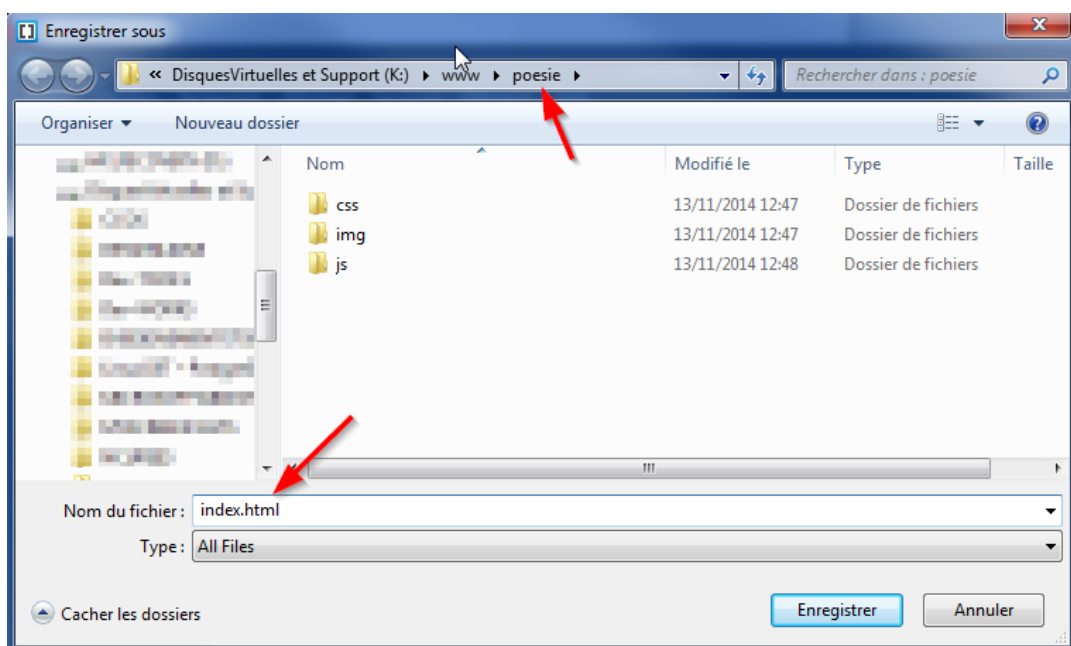 Enregistrer sous
« DisquesVirtuelles et Support (K:) www poesie
Rechercher dans : poesie
Organiser Nouveau dossier
Nom Modifié le Type Taille
css 13/11/2014 12:47 Dossier de fichiers
img 13/11/2014 12:47 Dossier de fichiers
js 13/11/2014 12:48 Dossier de fichiers
Nom du fichier : index.html
Type : All Files
Cacher les dossiers Enregistrer Annuler